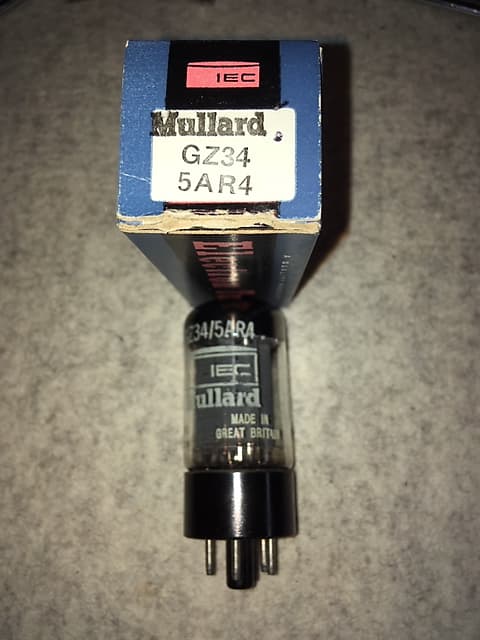 IEC
Mullard
GZ34
5AR4
Z34/5AR4
IEC
ullard
MADE IN
GREAT BRITAIN